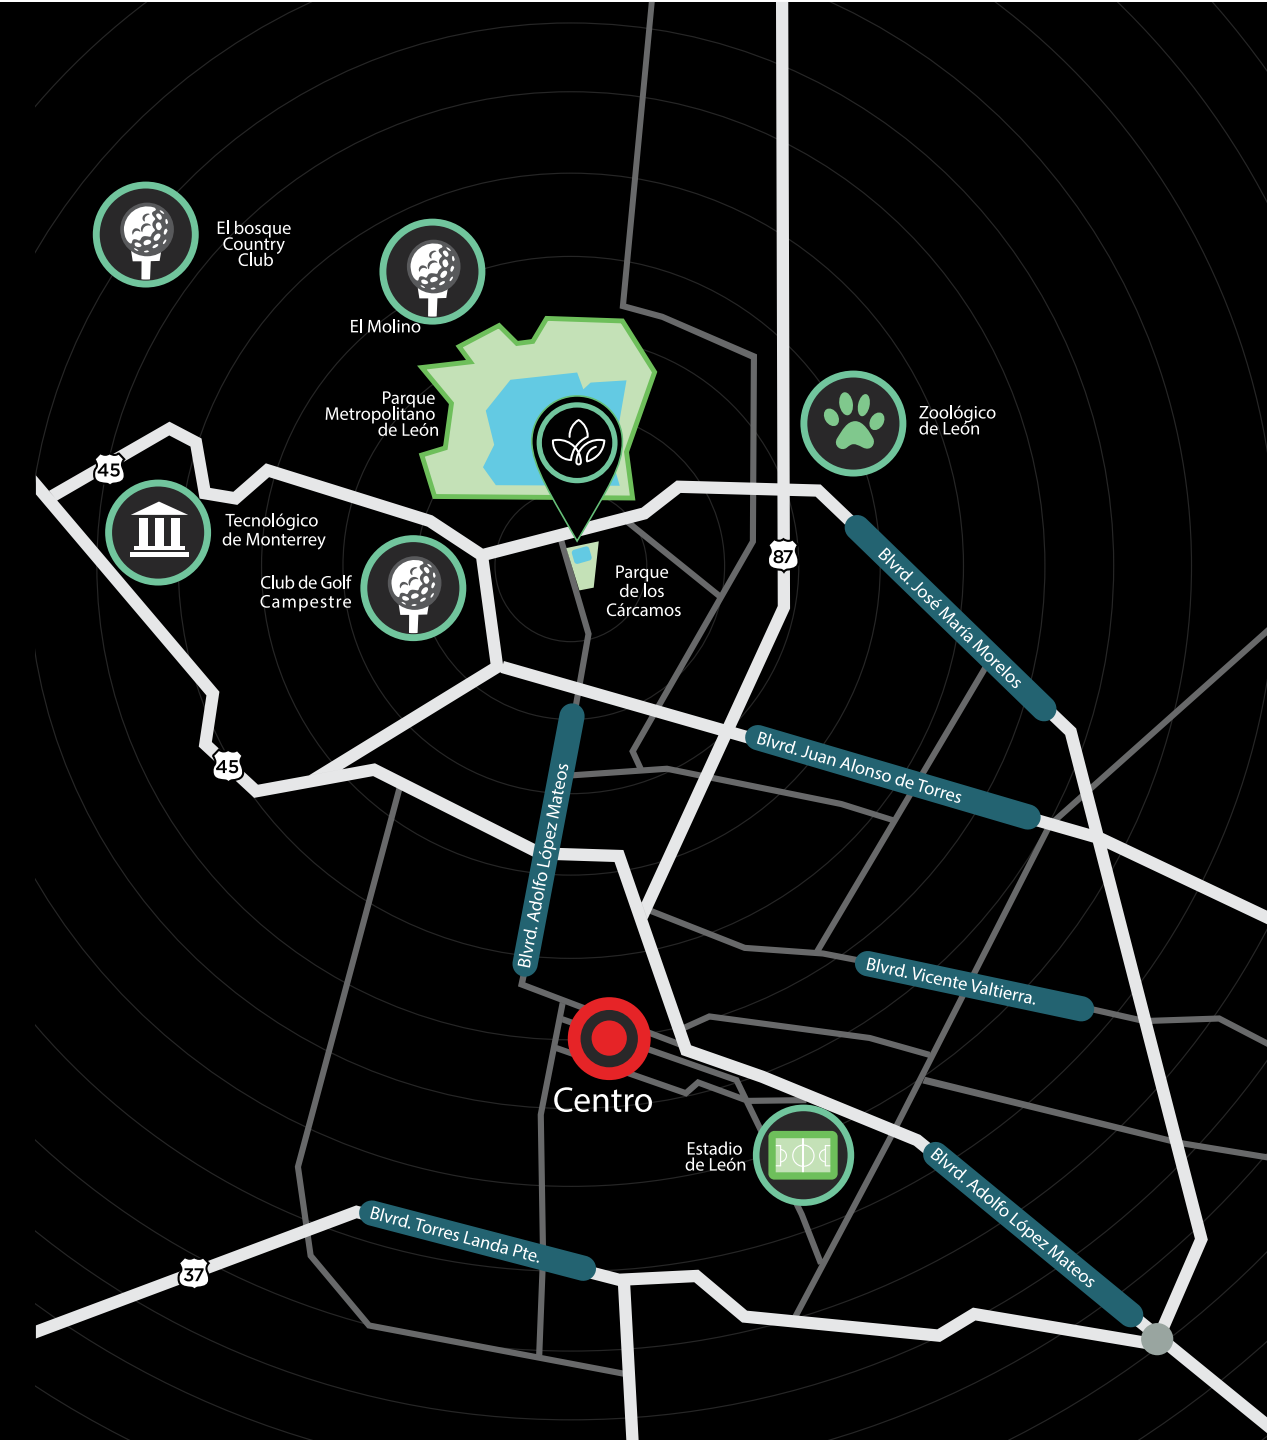 El bosque
Country
Club
El Molino
Parque
Metropolitano
de León
Zoológico
de León
45
Tecnológico
de Monterrey
Club de Golf
Campestre
Parque
de los
Cárcamos
87
Blvrd. José María Morelos
45
Blvrd. Juan Alonso de Torres
Blvrd. Adolfo López Mateos
Blvrd. Vicente Valtierra.
Centro
Estadio
de León
Blvrd. Adolfo López Mateos
Blvrd. Torres Landa Pte.
37